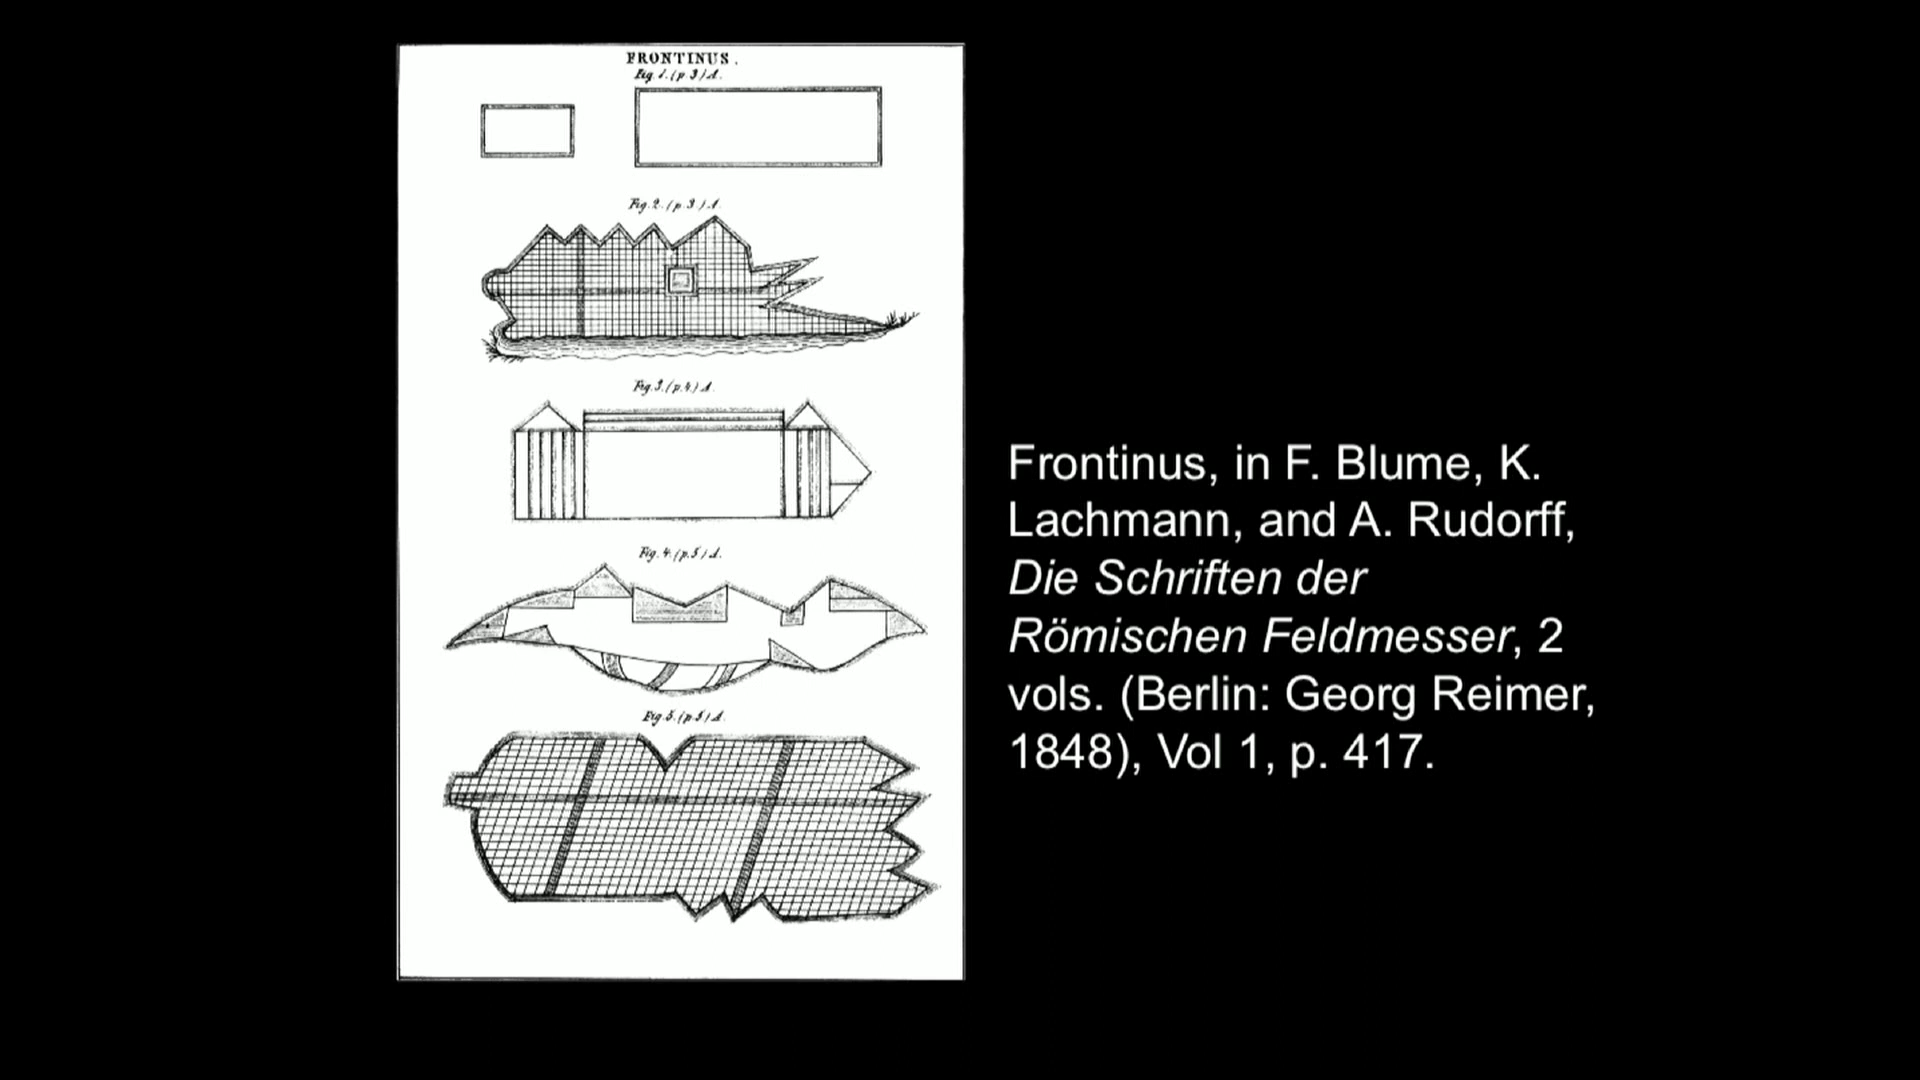 FRONTINUS.
Fig. 1. (p. 3) A.
Fig. 2. (p. 3.) A.
Fig. 3. (p. 4) A.
Fig. 4. (p. 5) A.
Fig. 5. (p. 5) A.
Frontinus, in F. Blume, K.
Lachmann, and A. Rudorff,
Die Schriften der
Römischen Feldmesser, 2
vols. (Berlin: Georg Reimer,
1848), Vol 1, p. 417.